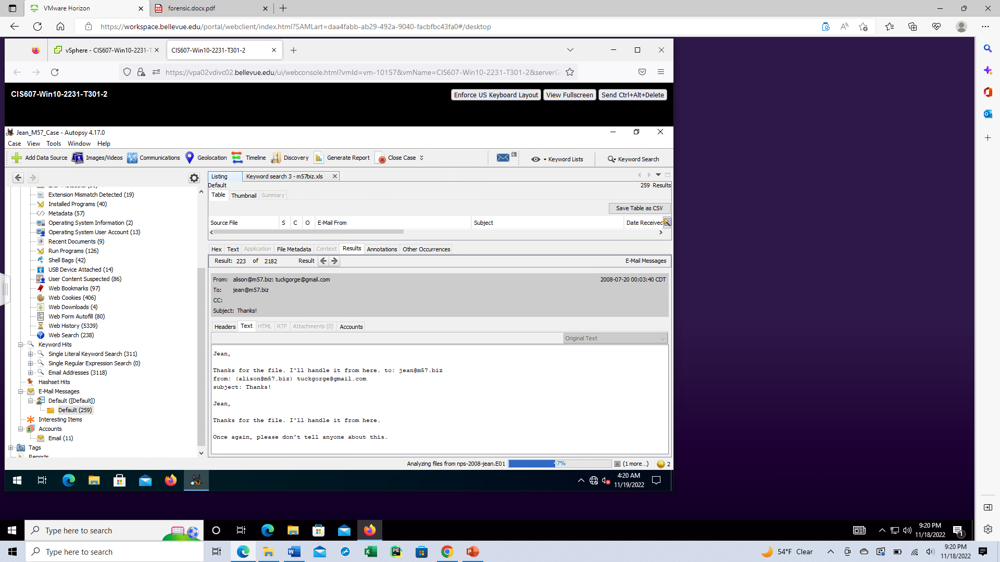 VMware Horizon
forensic.docx.pdf
https://workspace.bellevue.edu/portal/webclient/index.html?SAMLart=daa4fabb-ab29-492a-9040-facbfbc43fa0#/desktop
vSphere - CIS607-Win10-2231-T
CIS607-Win10-2231-T301-2
https://vpa02vdivc02.bellevue.edu/ui/webconsole.html?vmId=vm-10157&vmName=CIS607-Win10-2231-T301-2&serverG
CIS607-Win10-2231-T301-2
Enforce US Keyboard Layout
View Fullscreen
Send Ctrl+Alt+Delete
Jean_M57_Case - Autopsy 4.17.0
Case View Tools Window Help
Add Data Source
Images/Videos
Communications
Geolocation
Timeline
Discovery
Generate Report
Close Case
6
Keyword Lists
Keyword Search
Extension Mismatch Detected (19)
Installed Programs (40)
Metadata (57)
Operating System Information (2)
Operating System User Account (13)
Recent Documents (9)
Run Programs (126)
Shell Bags (42)
USB Device Attached (14)
User Content Suspected (86)
Web Bookmarks (97)
Web Cookies (406)
Web Downloads (4)
Web Form Autofill (80)
Web History (5339)
Web Search (238)
Keyword Hits
Single Literal Keyword Search (311)
Single Regular Expression Search (0)
Email Addresses (3118)
Hashset Hits
E-Mail Messages
Default ([Default])
Default (259)
Interesting Items
Accounts
Email (11)
Tags
Reports
Listing
Keyword search 3 - m57biz.xls
Default
259 Results
Table Thumbnail Summary
Save Table as CSV
Source File S C O E-Mail From Subject Date Received
Hex Text Application File Metadata Context Results Annotations Other Occurrences
Result: 223 of 2182 Result
E-Mail Messages
From: alison@m57.biz: tuckgorge@gmail.com
2008-07-20 00:03:40 CDT
To: jean@m57.biz
CC:
Subject: Thanks!
Headers Text HTML RTF Attachments (0) Accounts
Original Text
Jean,
Thanks for the file. I'll handle it from here. to: jean@m57.biz
from: (alison@m57.biz) tuckgorge@gmail.com
subject: Thanks!
Jean,
Thanks for the file. I'll handle it from here.
Once again, please don't tell anyone about this.
Analyzing files from nps-2008-jean.E01
(1 more...)
2
4:20 AM
11/19/2022
Type here to search
9:20 PM
11/18/2022
1
Type here to search
54°F Clear
9:20 PM
11/18/2022